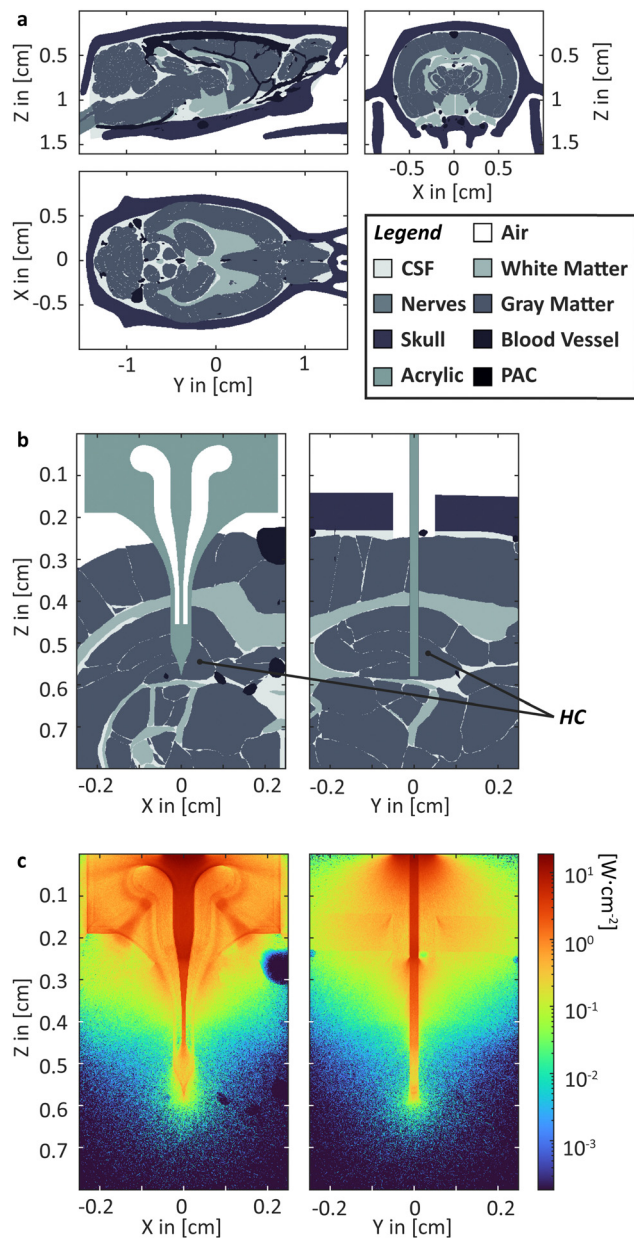 a
Z in [cm]
0.5
1
1.5
0.5
1
1.5
Z in [cm]
-0.5 0 0.5
X in [cm]
X in [cm]
0.5
0
-0.5
-1 0 1
Y in [cm]
Legend
Air
CSF
White Matter
Nerves
Gray Matter
Skull
Blood Vessel
Acrylic
PAC
b
Z in [cm]
0.1
0.2
0.3
0.4
0.5
0.6
0.7
HC
-0.2 0 0.2
X in [cm]
-0.2 0 0.2
Y in [cm]
c
Z in [cm]
0.1
0.2
0.3
0.4
0.5
0.6
0.7
-0.2 0 0.2
X in [cm]
-0.2 0 0.2
Y in [cm]
[W·cm⁻²]
10¹
10⁰
10⁻¹
10⁻²
10⁻³